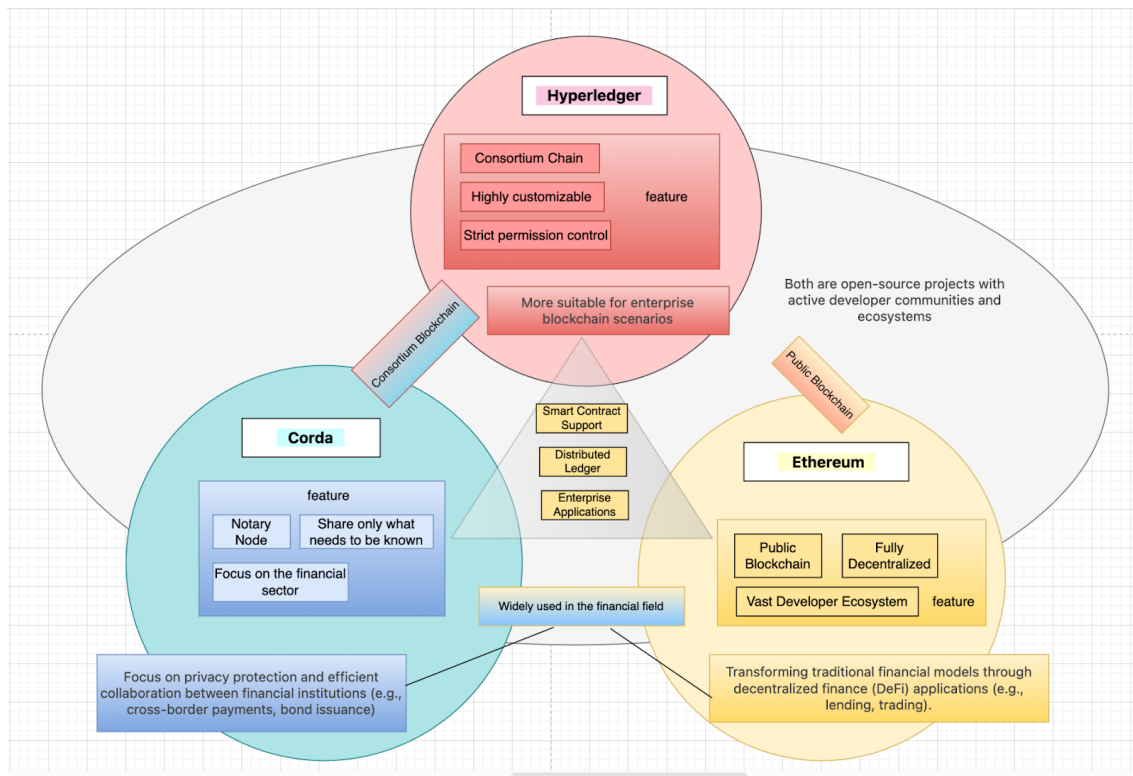 Hyperledger
Consortium Chain
Highly customizable
feature
Strict permission control
More suitable for enterprise
blockchain scenarios
Both are open-source projects with
active developer communities and
ecosystems
Consortium Blockchain
Public Blockchain
Smart Contract
Support
Distributed
Ledger
Enterprise
Applications
Corda
feature
Notary
Node
Share only what
needs to be known
Focus on the financial
sector
Ethereum
Public
Blockchain
Fully
Decentralized
Vast Developer Ecosystem
feature
Widely used in the financial field
Focus on privacy protection and efficient
collaboration between financial institutions (e.g.,
cross-border payments, bond issuance)
Transforming traditional financial models through
decentralized finance (DeFi) applications (e.g.,
lending, trading).